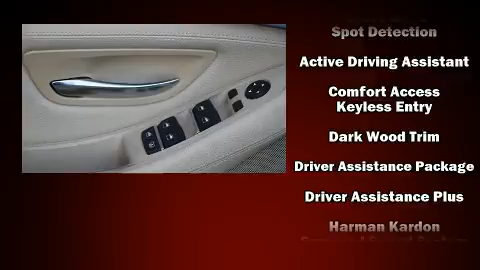 Spot Detection
Active Driving Assistant
Comfort Access
Keyless Entry
Dark Wood Trim
Driver Assistance Package
Driver Assistance Plus
Harman Kardon